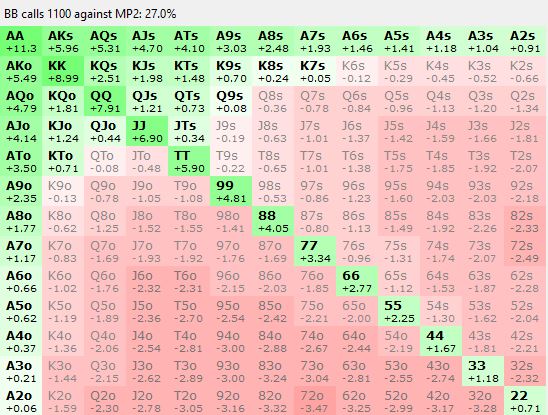 BB calls 1100 against MP2: 27.0%
AA AKs AQs AJs ATs A9s A8s A7s A6s A5s A4s A3s A2s
+11.3 +5.96 +5.31 +4.70 +4.10 +3.03 +2.48 +1.93 +1.46 +1.41 +1.18 +1.04 +0.91
AKo KK KQs KJs KTs K9s K8s K7s K6s K5s K4s K3s K2s
+5.49 +8.99 +2.51 +1.98 +1.48 +0.70 +0.24 +0.05 -0.12 -0.29 -0.45 -0.52 -0.66
AQo KQo QQ QJs QTs Q9s Q8s Q7s Q6s Q5s Q4s Q3s Q2s
+4.79 +1.81 +7.91 +1.21 +0.73 +0.08 -0.36 -0.78 -0.84 -0.96 -1.13 -1.20 -1.34
AJo KJo QJo JJ JTs J9s J8s J7s J6s J5s J4s J3s J2s
+4.14 +1.24 +0.44 +6.90 +0.34 -0.19 -0.63 -1.01 -1.37 -1.42 -1.59 -1.66 -1.81
ATo KTo QTo JTo TT T9s T8s T7s T6s T5s T4s T3s T2s
+3.50 +0.71 -0.08 -0.48 +5.90 -0.22 -0.65 -1.01 -1.38 -1.75 -1.85 -1.92 -2.07
A9o K9o Q9o J9o T9o 99 98s 97s 96s 95s 94s 93s 92s
+2.35 -0.13 -0.78 -1.05 -1.08 +4.81 -0.53 -0.86 -1.23 -1.60 -2.03 -2.03 -2.18
A8o K8o Q8o J8o T8o 98o 88 87s 86s 85s 84s 83s 82s
+1.77 -0.62 -1.25 -1.52 -1.55 -1.41 +4.05 -0.80 -1.13 -1.49 -1.92 -2.26 -2.33
A7o K7o Q7o J7o T7o 97o 87o 77 76s 75s 74s 73s 72s
+1.17 -0.83 -1.69 -1.93 -1.92 -1.76 -1.69 +3.34 -0.96 -1.31 -1.74 -2.07 -2.49
A6o K6o Q6o J6o T6o 96o 86o 76o 66 65s 64s 63s 62s
+0.66 -1.02 -1.76 -2.32 -2.31 -2.15 -2.03 -1.85 +2.77 -1.12 -1.53 -1.87 -2.28
A5o K5o Q5o J5o T5o 95o 85o 75o 65o 55 54s 53s 52s
+0.62 -1.19 -1.89 -2.36 -2.70 -2.54 -2.42 -2.21 -2.00 +2.25 -1.30 -1.62 -2.04
A4o K4o Q4o J4o T4o 94o 84o 74o 64o 54o 44 43s 42s
+0.37 -1.36 -2.06 -2.54 -2.81 -3.00 -2.88 -2.67 -2.44 -2.19 +1.67 -1.81 -2.21
A3o K3o Q3o J3o T3o 93o 83o 73o 63o 53o 43o 33 32s
+0.21 -1.44 -2.15 -2.62 -2.89 -3.00 -3.24 -3.04 -2.81 -2.55 -2.74 +1.18 -2.32
A2o K2o Q2o J2o T2o 92o 82o 72o 62o 52o 42o 32o 22
+0.06 -1.59 -2.30 -2.78 -3.05 -3.16 -3.32 -3.47 -3.25 -2.99 -3.17 -3.28 +0.71